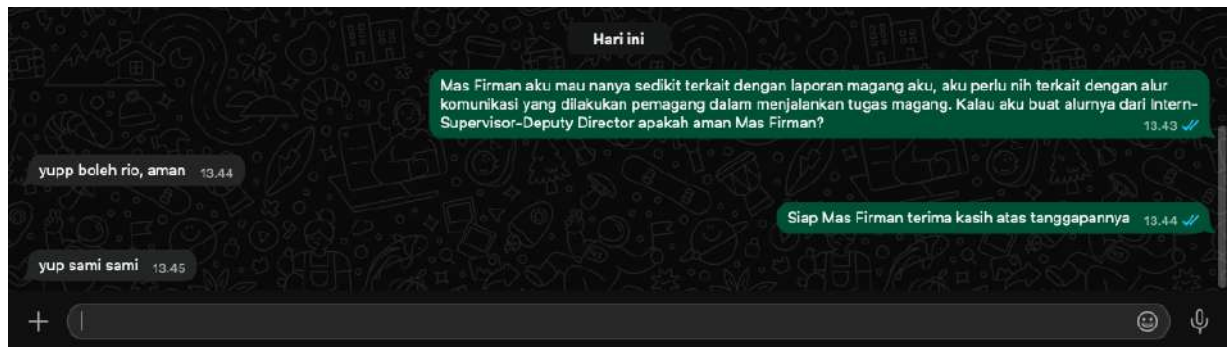 Hari ini
Mas Firman aku mau nanya sedikit terkait dengan laporan magang aku, aku perlu nih terkait dengan alur
komunikasi yang dilakukan pemagang dalam menjalankan tugas magang. Kalau aku buat alurnya dari Intern-
Supervisor-Deputy Director apakah aman Mas Firman?
13.43
yupp boleh rio, aman 13.44
Siap Mas Firman terima kasih atas tanggapannya 13.44
yup sami sami 13.45